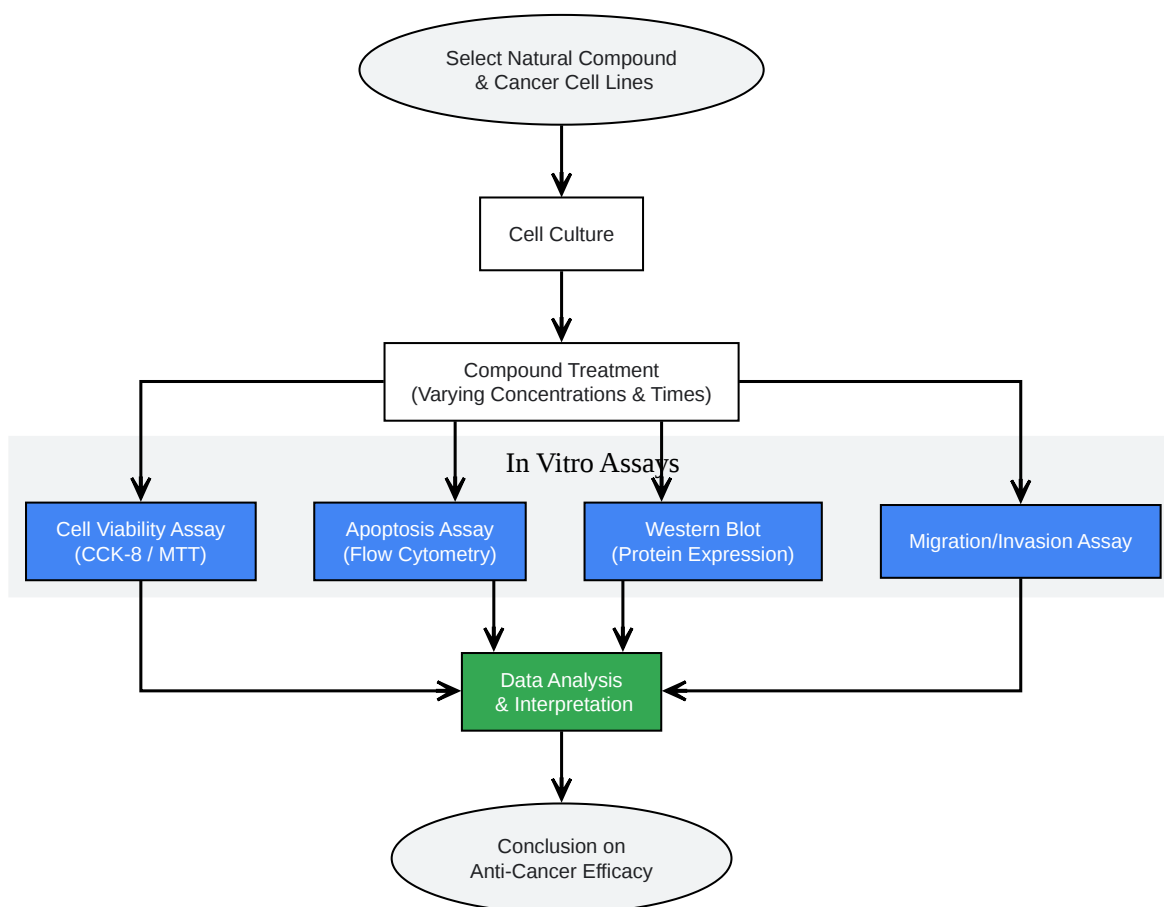 Select Natural Compound
& Cancer Cell Lines
Cell Culture
Compound Treatment
(Varying Concentrations & Times)
In Vitro Assays
Cell Viability Assay
(CCK-8 / MTT)
Apoptosis Assay
(Flow Cytometry)
Western Blot
(Protein Expression)
Migration/Invasion Assay
Data Analysis
& Interpretation
Conclusion on
Anti-Cancer Efficacy